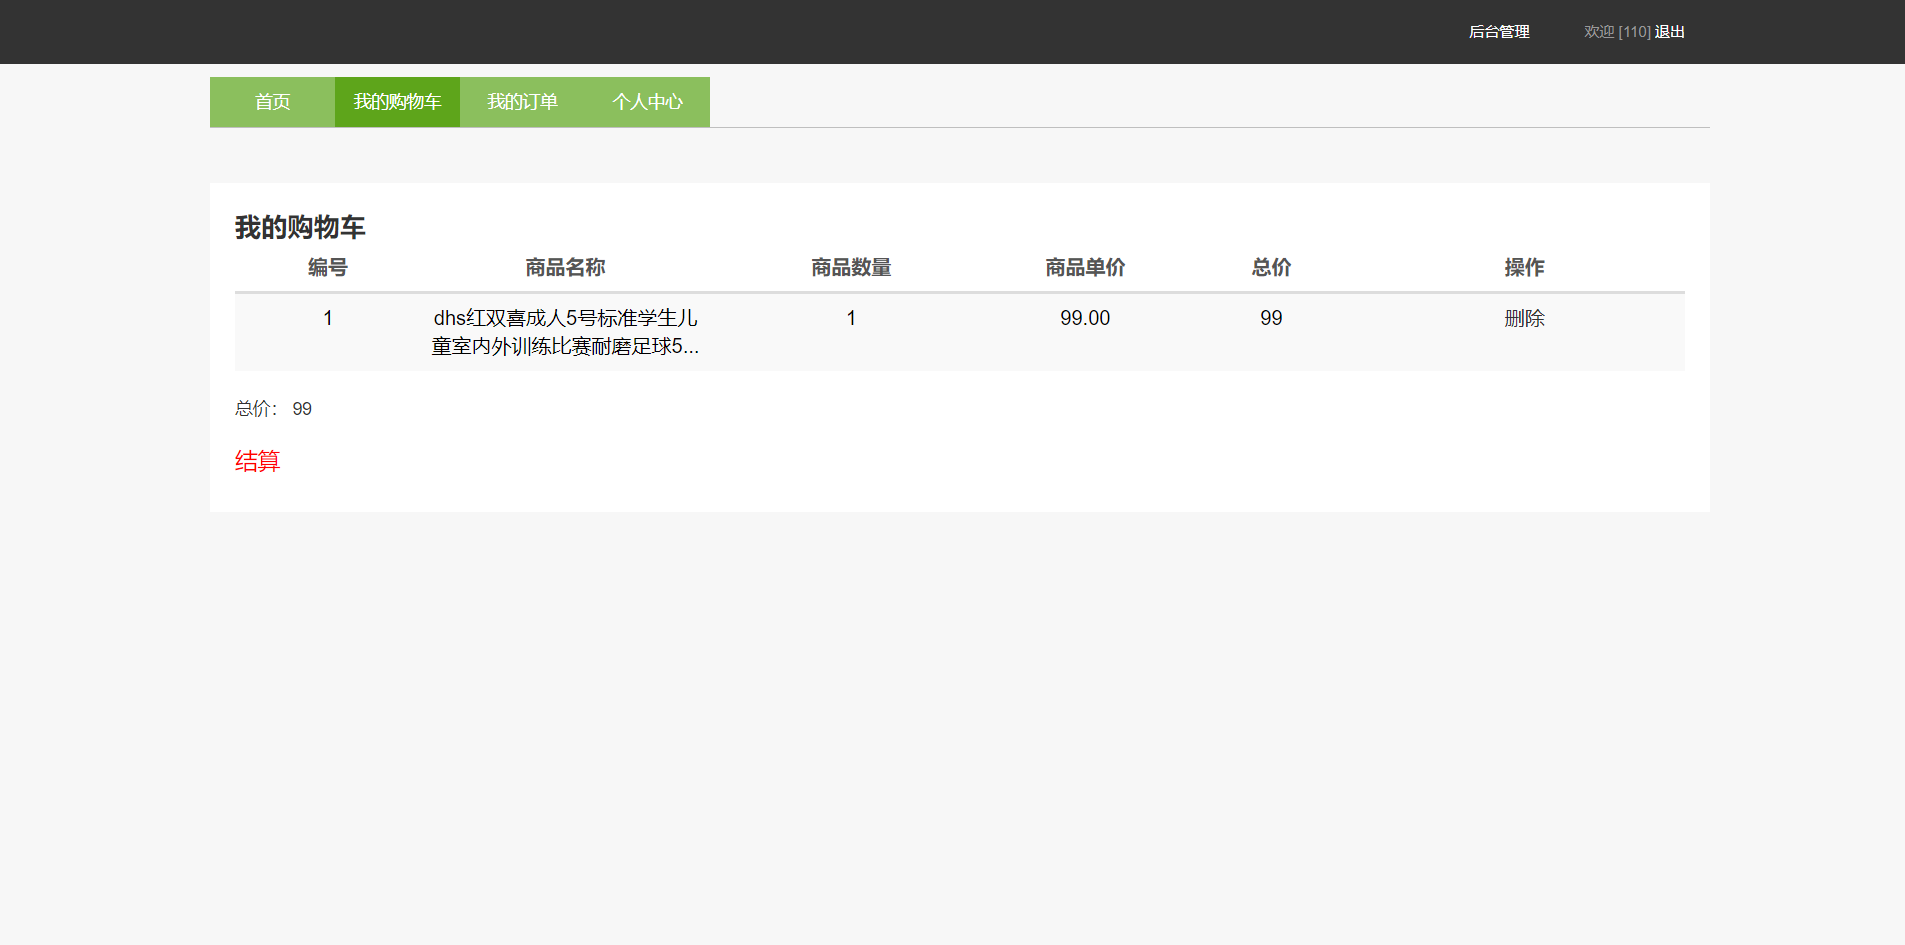 后台管理 欢迎 [110] 退出
首页 我的购物车 我的订单 个人中心
我的购物车
编号 商品名称 商品数量 商品单价 总价 操作
1 dhs红双喜成人5号标准学生儿 1 99.00 99 删除
童室内外训练比赛耐磨足球5...
总价： 99
结算